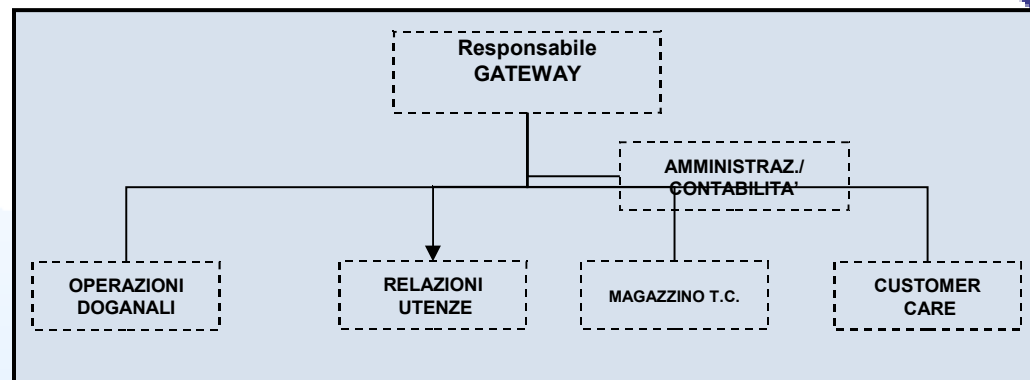 Responsabile
GATEWAY
AMMINISTRAZ./
CONTABILITA’
OPERAZIONI
DOGANALI
RELAZIONI
UTENZE
MAGAZZINO T.C.
CUSTOMER
CARE